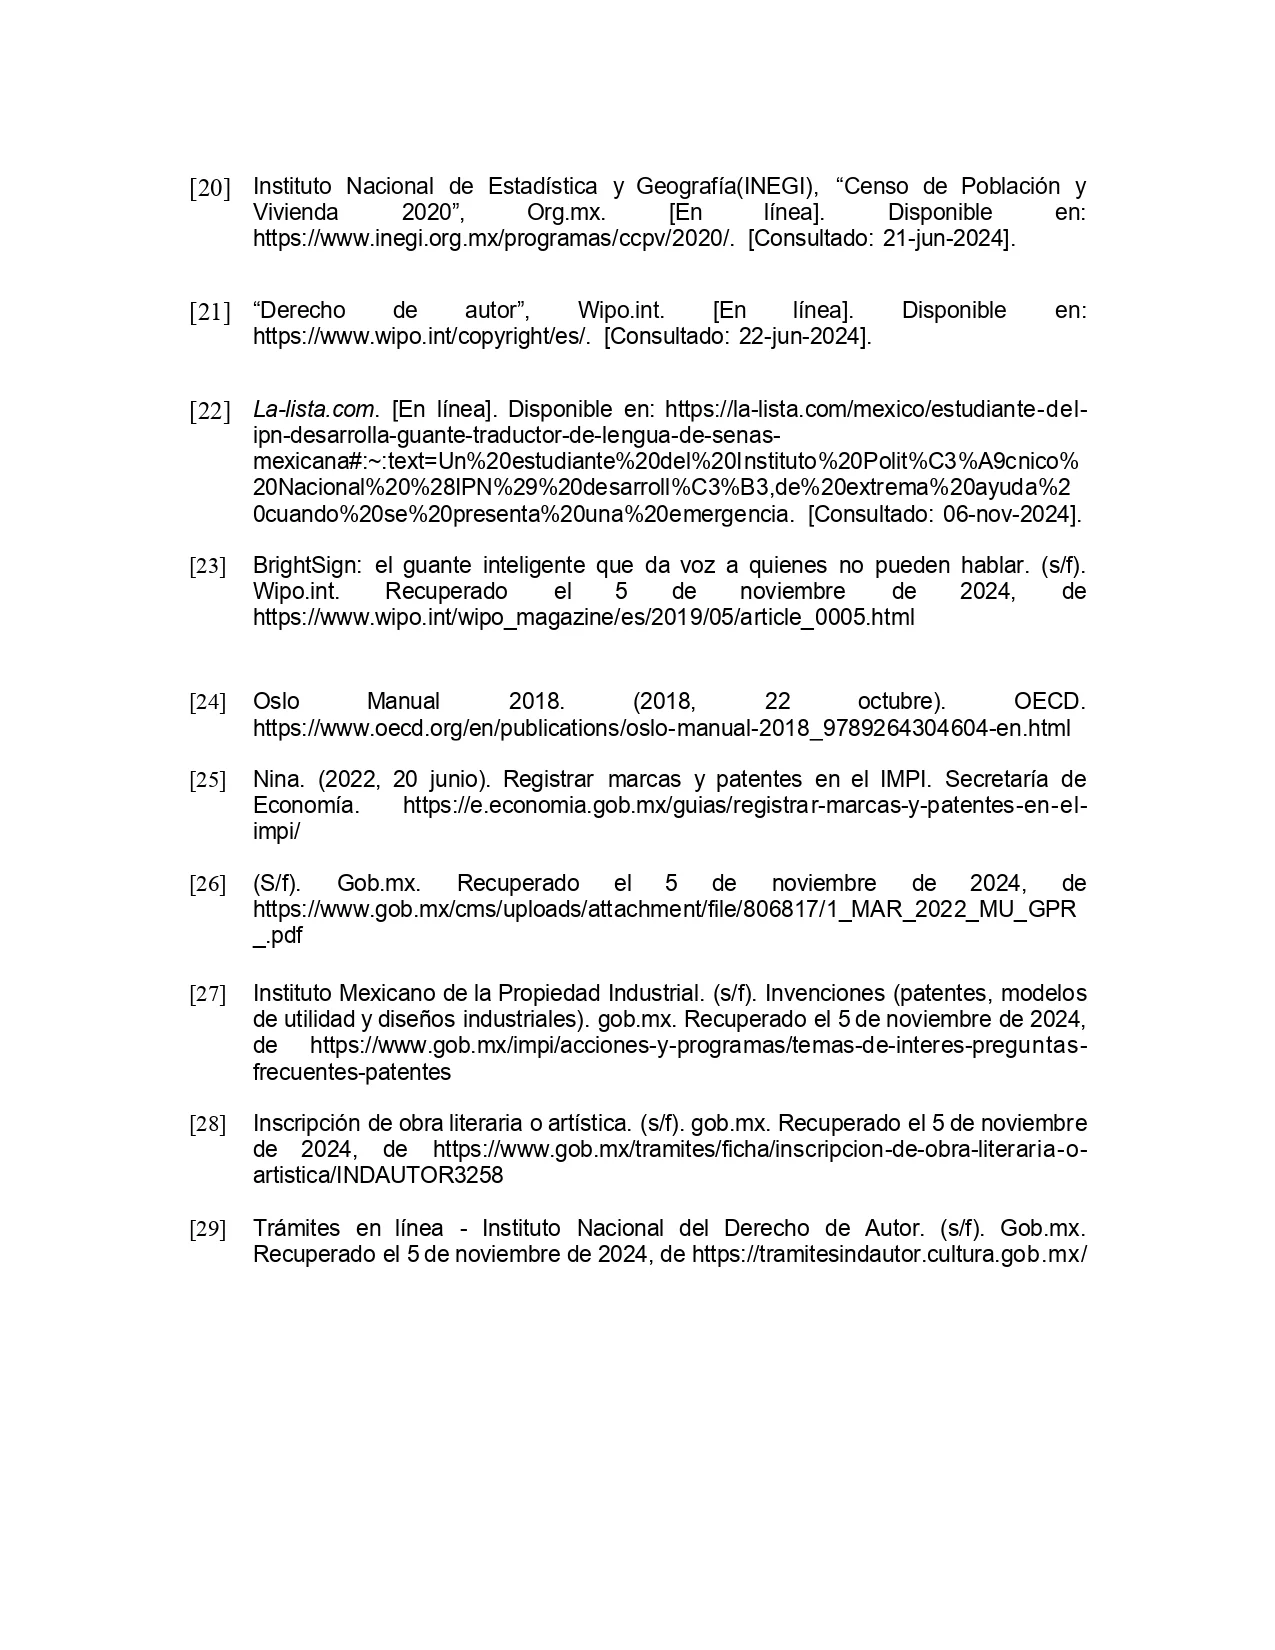 [20] Instituto Nacional de Estadística y Geografía(INEGI), “Censo de Población y
Vivienda 2020”, Org.mx. [En línea]. Disponible en:
https://www.inegi.org.mx/programas/ccpv/2020/. [Consultado: 21-jun-2024].
[21] “Derecho de autor”, Wipo.int. [En línea]. Disponible en:
https://www.wipo.int/copyright/es/. [Consultado: 22-jun-2024].
[22] La-lista.com. [En línea]. Disponible en: https://la-lista.com/mexico/estudiante-del-
ipn-desarrolla-guante-traductor-de-lengua-de-senas-
mexicana#:~:text=Un%20estudiante%20del%20Instituto%20Polit%C3%A9cnico%
20Nacional%20%28IPN%29%20desarroll%C3%B3,de%20extrema%20ayuda%2
0cuando%20se%20presenta%20una%20emergencia. [Consultado: 06-nov-2024].
[23] BrightSign: el guante inteligente que da voz a quienes no pueden hablar. (s/f).
Wipo.int. Recuperado el 5 de noviembre de 2024, de
https://www.wipo.int/wipo_magazine/es/2019/05/article_0005.html
[24] Oslo Manual 2018. (2018, 22 octubre). OECD.
https://www.oecd.org/en/publications/oslo-manual-2018_9789264304604-en.html
[25] Nina. (2022, 20 junio). Registrar marcas y patentes en el IMPI. Secretaría de
Economía. https://e.economia.gob.mx/guias/registrar-marcas-y-patentes-en-el-
impi/
[26] (S/f). Gob.mx. Recuperado el 5 de noviembre de 2024, de
https://www.gob.mx/cms/uploads/attachment/file/806817/1_MAR_2022_MU_GPR
_.pdf
[27] Instituto Mexicano de la Propiedad Industrial. (s/f). Invenciones (patentes, modelos
de utilidad y diseños industriales). gob.mx. Recuperado el 5 de noviembre de 2024,
de https://www.gob.mx/impi/acciones-y-programas/temas-de-interes-preguntas-
frecuentes-patentes
[28] Inscripción de obra literaria o artística. (s/f). gob.mx. Recuperado el 5 de noviembre
de 2024, de https://www.gob.mx/tramites/ficha/inscripcion-de-obra-literaria-o-
artistica/INDAUTOR3258
[29] Trámites en línea - Instituto Nacional del Derecho de Autor. (s/f). Gob.mx.
Recuperado el 5 de noviembre de 2024, de https://tramitesindautor.cultura.gob.mx/